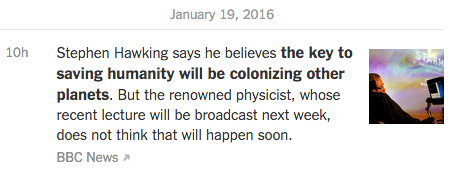 January 19, 2016
10h
Stephen Hawking says he believes the key to
saving humanity will be colonizing other
planets. But the renowned physicist, whose
recent lecture will be broadcast next week,
does not think that will happen soon.
BBC News ↗